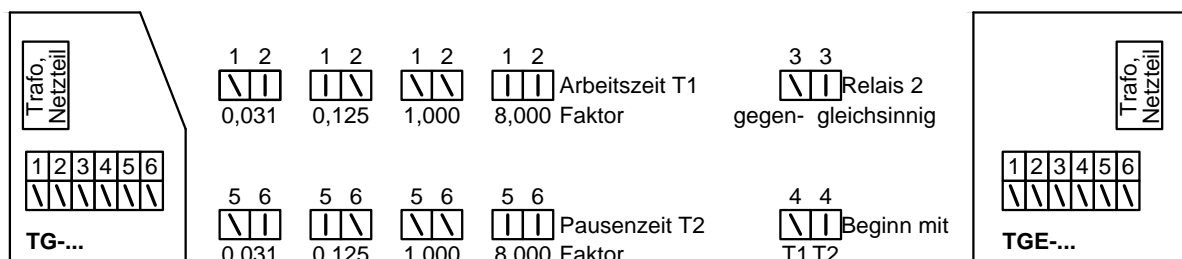 Trafo,
Netzteil
1 2 3 4 5 6
TG-...
1 2 1 2 1 2 1 2
Arbeitszeit T1
0,031 0,125 1,000 8,000 Faktor
5 6 5 6 5 6 5 6
Pausenzeit T2
0,031 0,125 1,000 8,000 Faktor
3 3
Relais 2
gegen- gleichsinnig
4 4
Beginn mit
T1 T2
Trafo,
Netzteil
1 2 3 4 5 6
TGE-...